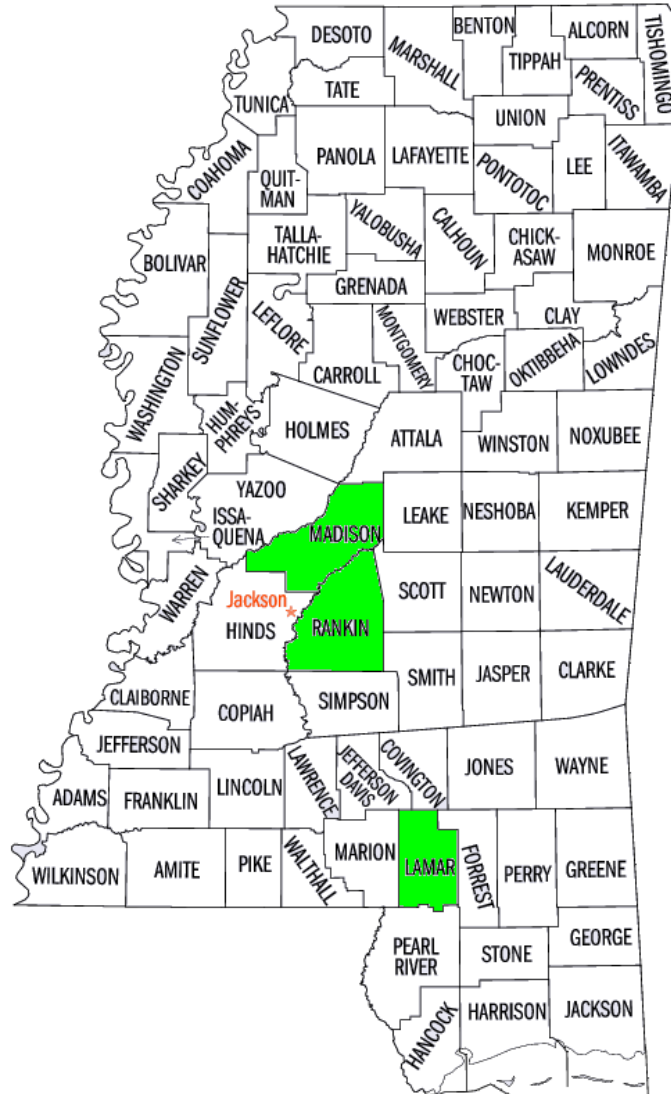 DESOTO
BENTON
ALCORN
TISHOMINGO
MARSHALL
TIPPAH
PRENTISS
TATE
TUNICA
UNION
COAHOMA
QUIT-
MAN
PANOLA
LAFAYETTE
PONTOTOC
LEE
ITAWAMBA
BOLIVAR
TALLA-
HATCHIE
YALOBUSHA
CALHOUN
CHICK-
ASAW
MONROE
SUNFLOWER
LEFLORE
GRENADA
MONTGOMERY
WEBSTER
CLAY
WASHINGTON
CARROLL
CHOC-
TAW
OKTIBBEHA
LOWNDES
HUM-
PHREYS
HOLMES
ATTALA
WINSTON
NOXUBEE
SHARKEY
YAZOO
ISSA-
QUENA
MADISON
LEAKE
NESHOBA
KEMPER
WARREN
Jackson
HINDS
RANKIN
SCOTT
NEWTON
LAUDERDALE
CLAIBORNE
COPIAH
SIMPSON
SMITH
JASPER
CLARKE
JEFFERSON
LINCOLN
LAWRENCE
JEFFERSON
DAVIS
COVINGTON
JONES
WAYNE
ADAMS
FRANKLIN
WILKINSON
AMITE
PIKE
WALTHALL
MARION
LAMAR
FORREST
PERRY
GREENE
PEARL
RIVER
STONE
GEORGE
HANCOCK
HARRISON
JACKSON